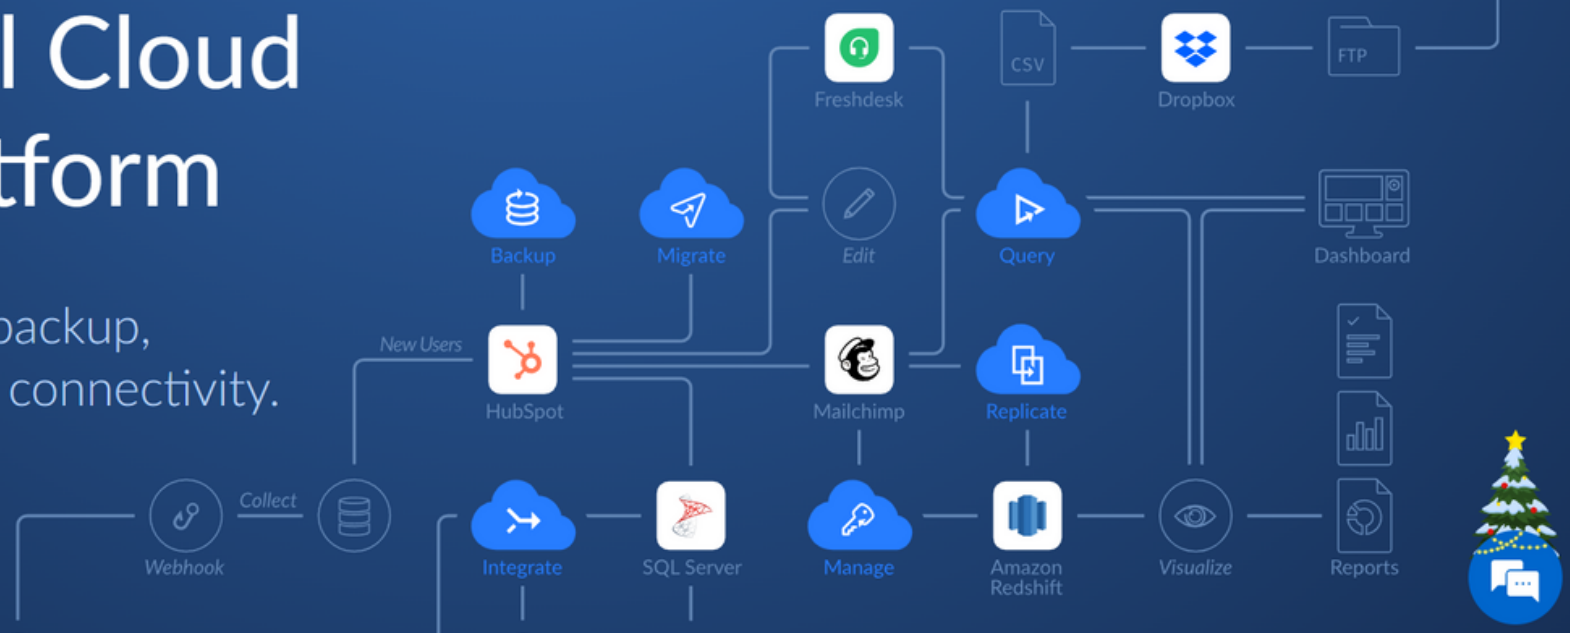 l Cloud
tform
backup,
connectivity.
Freshdesk
CSV
Dropbox
FTP
Backup
Migrate
Edit
Query
Dashboard
New Users
HubSpot
Mailchimp
Replicate
Webhook
Collect
Integrate
SQL Server
Manage
Amazon
Redshift
Visualize
Reports